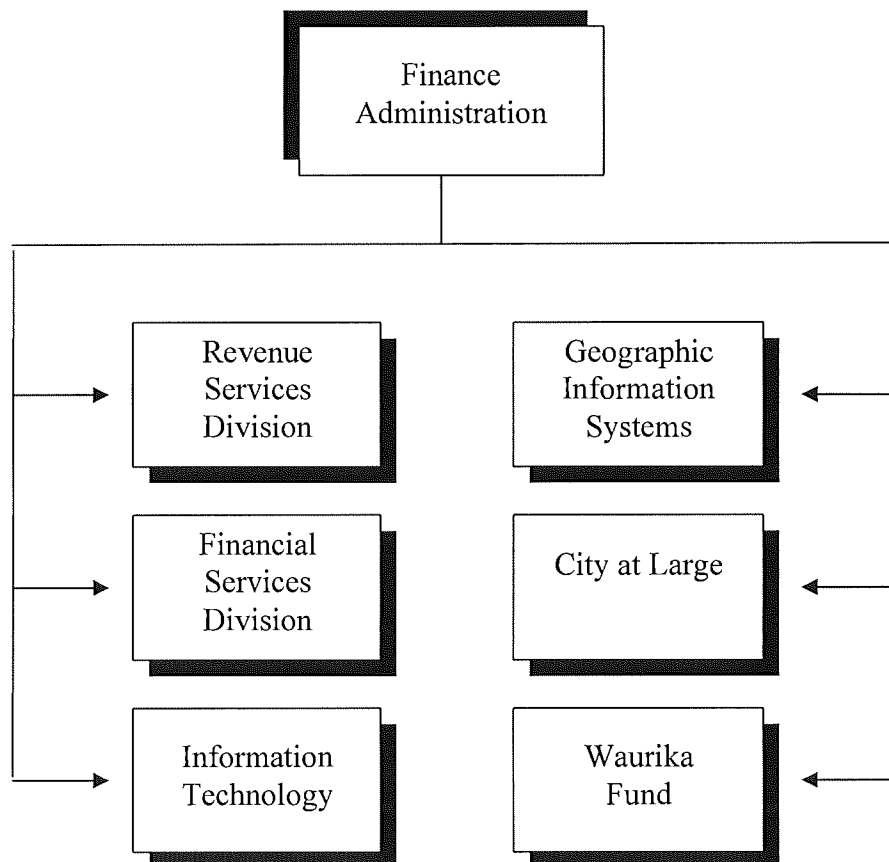 Finance
Administration
Revenue
Services
Division
Geographic
Information
Systems
Financial
Services
Division
City at Large
Information
Technology
Waurika
Fund